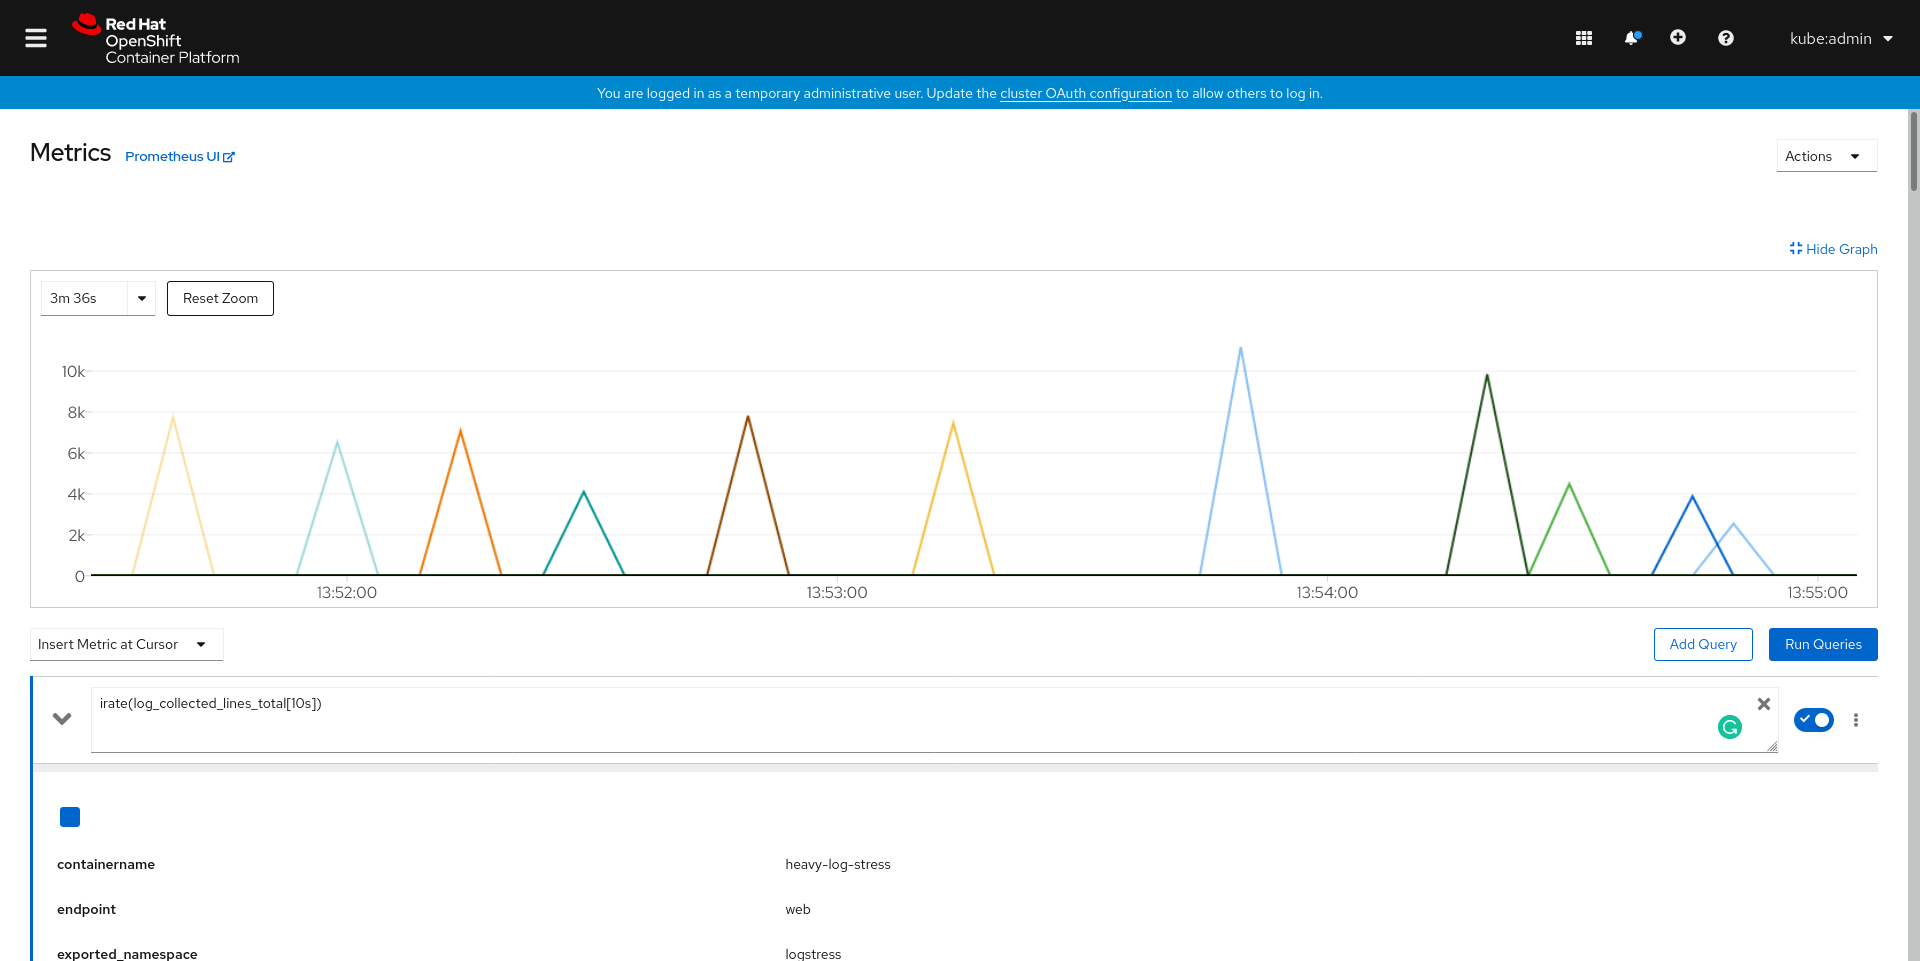 Red Hat
OpenShift
Container Platform
kube:admin
You are logged in as a temporary administrative user. Update the cluster OAuth configuration to allow others to log in.
Metrics
Prometheus UI
Actions
Hide Graph
3m 36s
Reset Zoom
10k
8k
6k
4k
2k
0
13:52:00
13:53:00
13:54:00
13:55:00
Insert Metric at Cursor
Add Query
Run Queries
irate(log_collected_lines_total[10s])
containername
heavy-log-stress
endpoint
web
exported_namespace
logstress